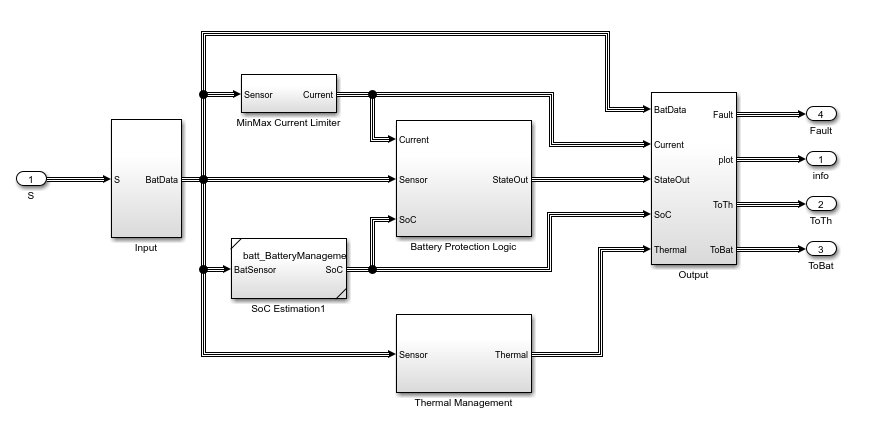 1
S
S
BatData
Input
Sensor
Current
MinMax Current Limiter
Current
Sensor
SoC
StateOut
Battery Protection Logic
batt_BatteryManageme
BatSensor
SoC
SoC Estimation1
Sensor
Thermal
Thermal Management
BatData
Current
StateOut
SoC
Thermal
Fault
plot
ToTh
ToBat
Output
4
Fault
1
info
2
ToTh
3
ToBat